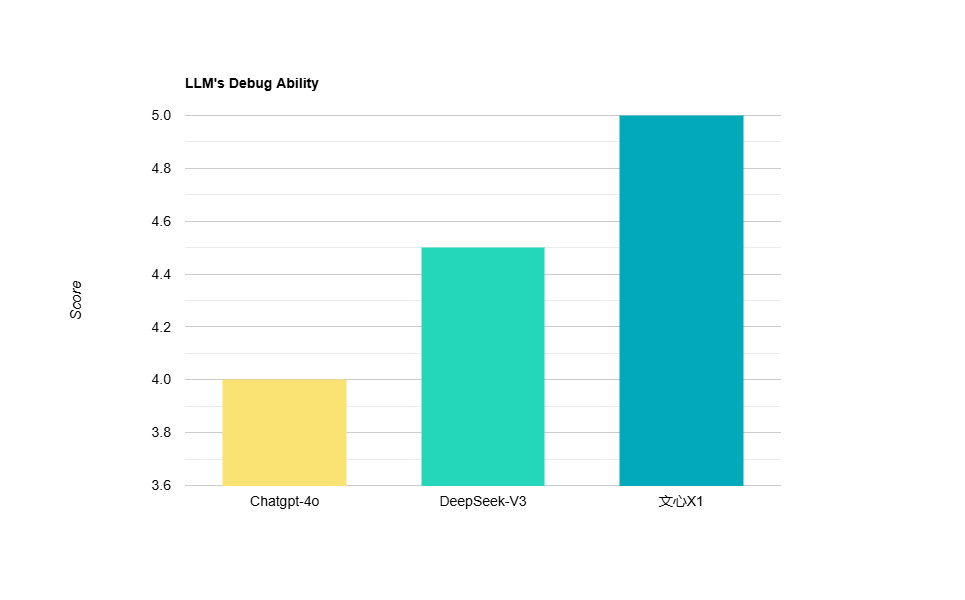 LLM's Debug Ability
5.0
4.8
4.6
4.4
4.2
4.0
3.8
3.6
Score
Chatgpt-4o DeepSeek-V3 文心X1